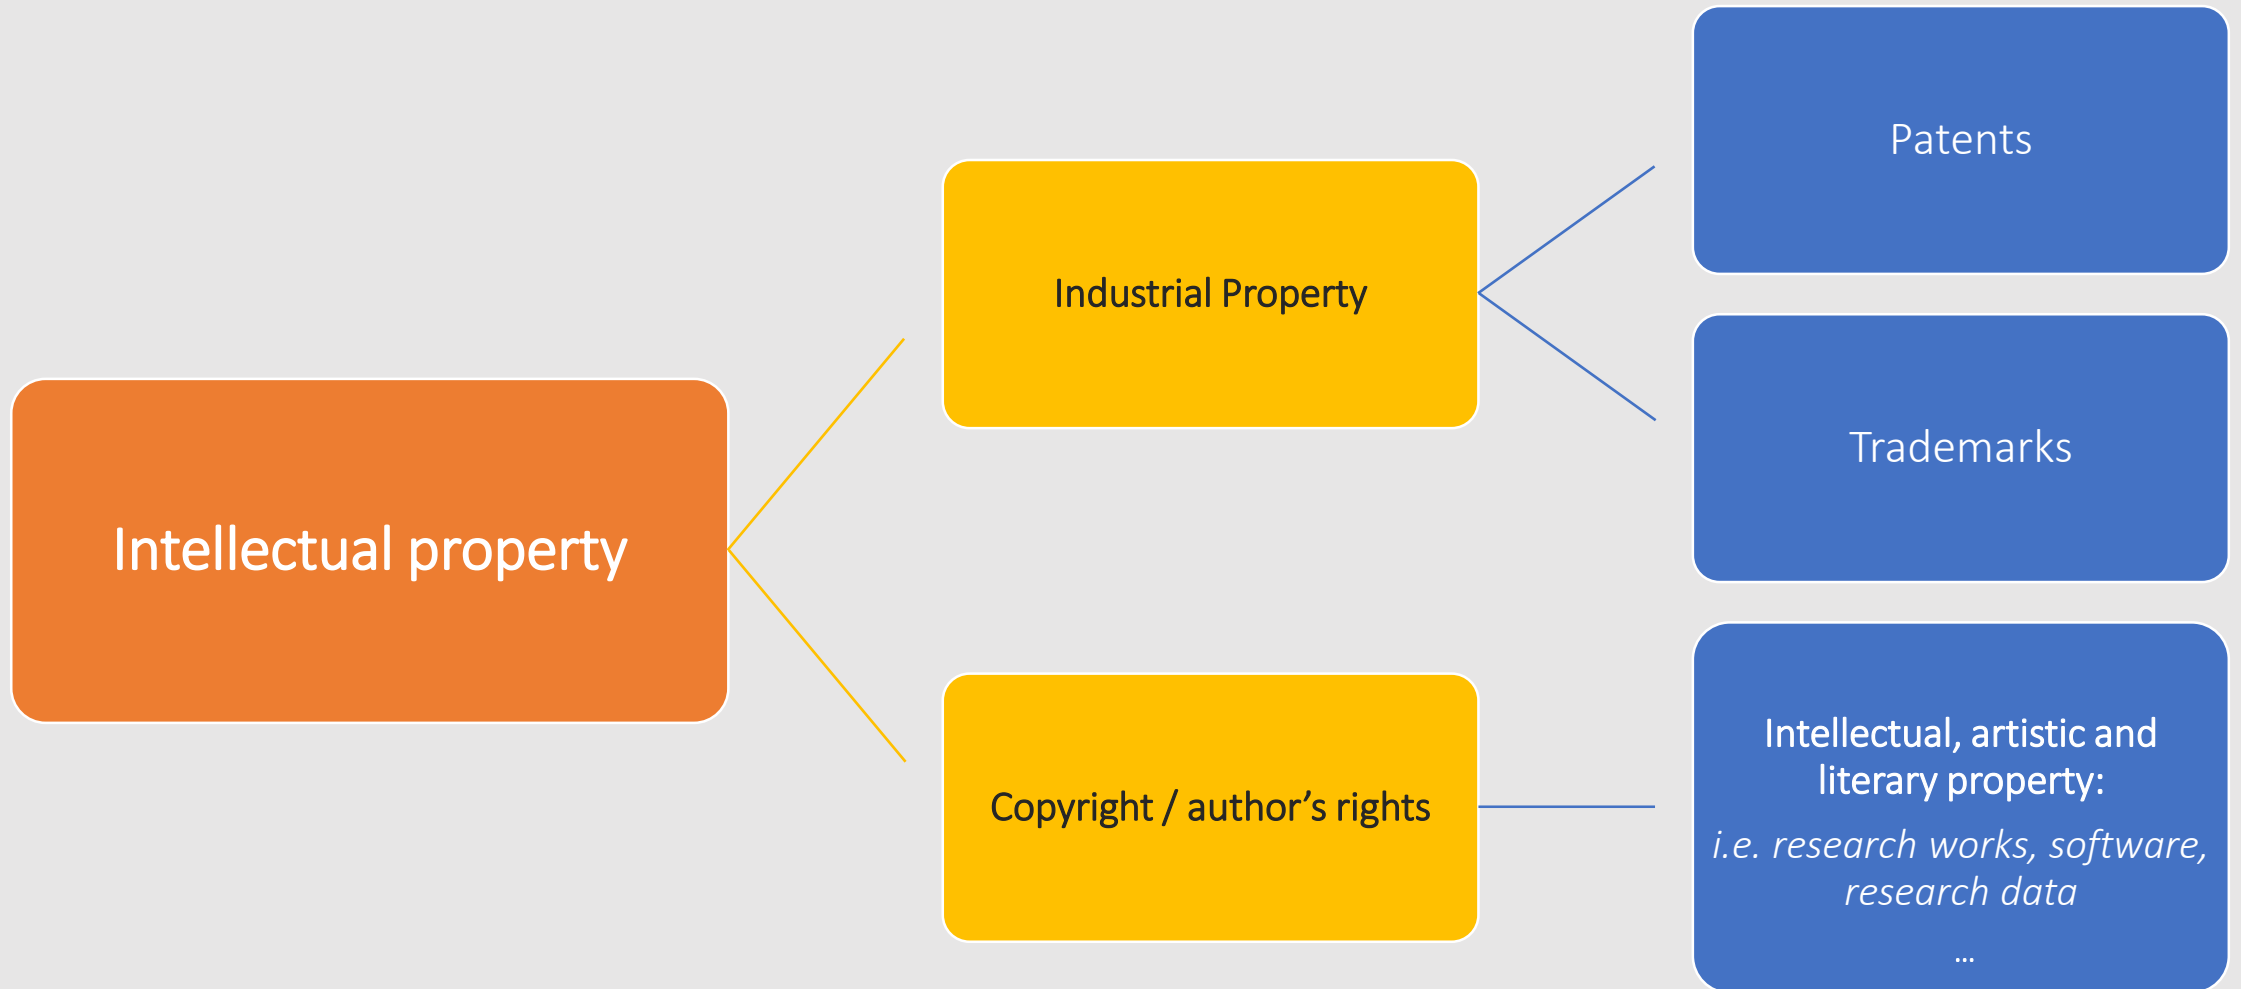 Intellectual property
Industrial Property
Patents
Trademarks
Copyright / author’s rights
Intellectual, artistic and
literary property:
i.e. research works, software,
research data
...